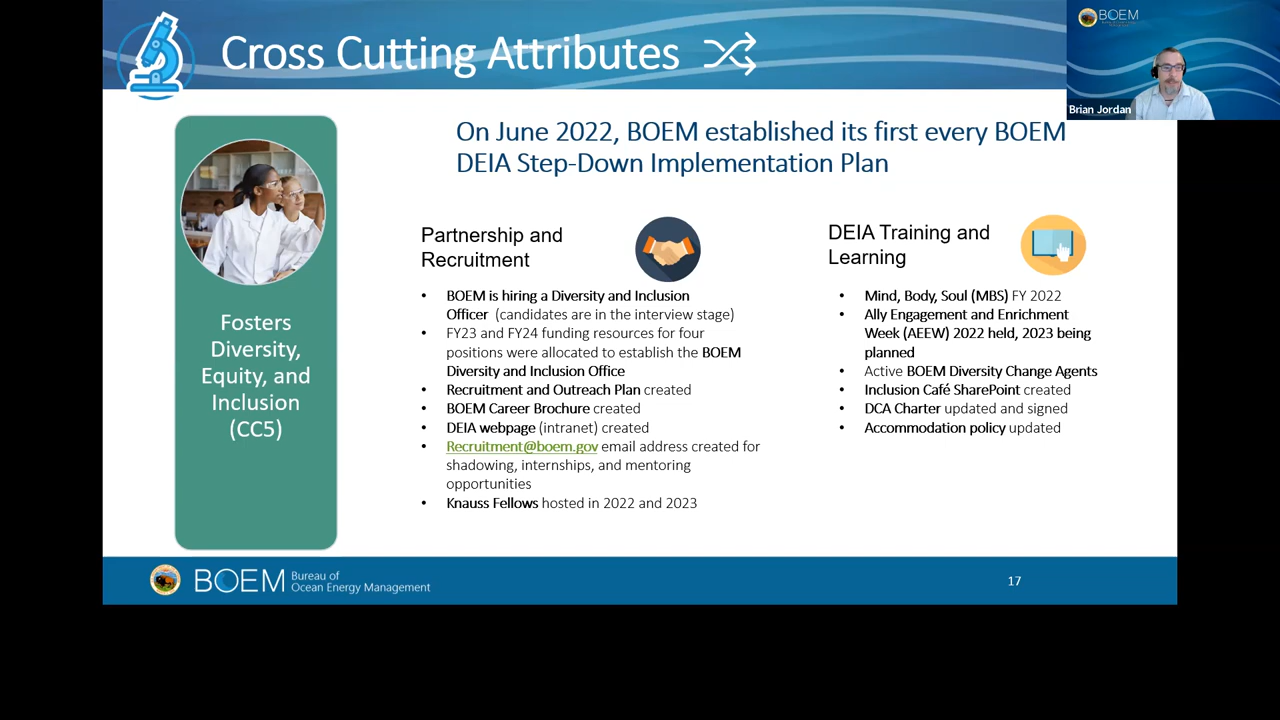 Cross Cutting Attributes
BOEM
Brian Jordan
On June 2022, BOEM established its first every BOEM
DEIA Step-Down Implementation Plan
Fosters
Diversity,
Equity, and
Inclusion
(CC5)
Partnership and
Recruitment
• BOEM is hiring a Diversity and Inclusion
Officer (candidates are in the interview stage)
• FY23 and FY24 funding resources for four
positions were allocated to establish the BOEM
Diversity and Inclusion Office
• Recruitment and Outreach Plan created
• BOEM Career Brochure created
• DEIA webpage (intranet) created
• Recruitment@boem.gov email address created for
shadowing, internships, and mentoring
opportunities
• Knauss Fellows hosted in 2022 and 2023
DEIA Training and
Learning
• Mind, Body, Soul (MBS) FY 2022
• Ally Engagement and Enrichment
Week (AEEW) 2022 held, 2023 being
planned
• Active BOEM Diversity Change Agents
• Inclusion Café SharePoint created
• DCA Charter updated and signed
• Accommodation policy updated
BOEM Bureau of
Ocean Energy Management
17